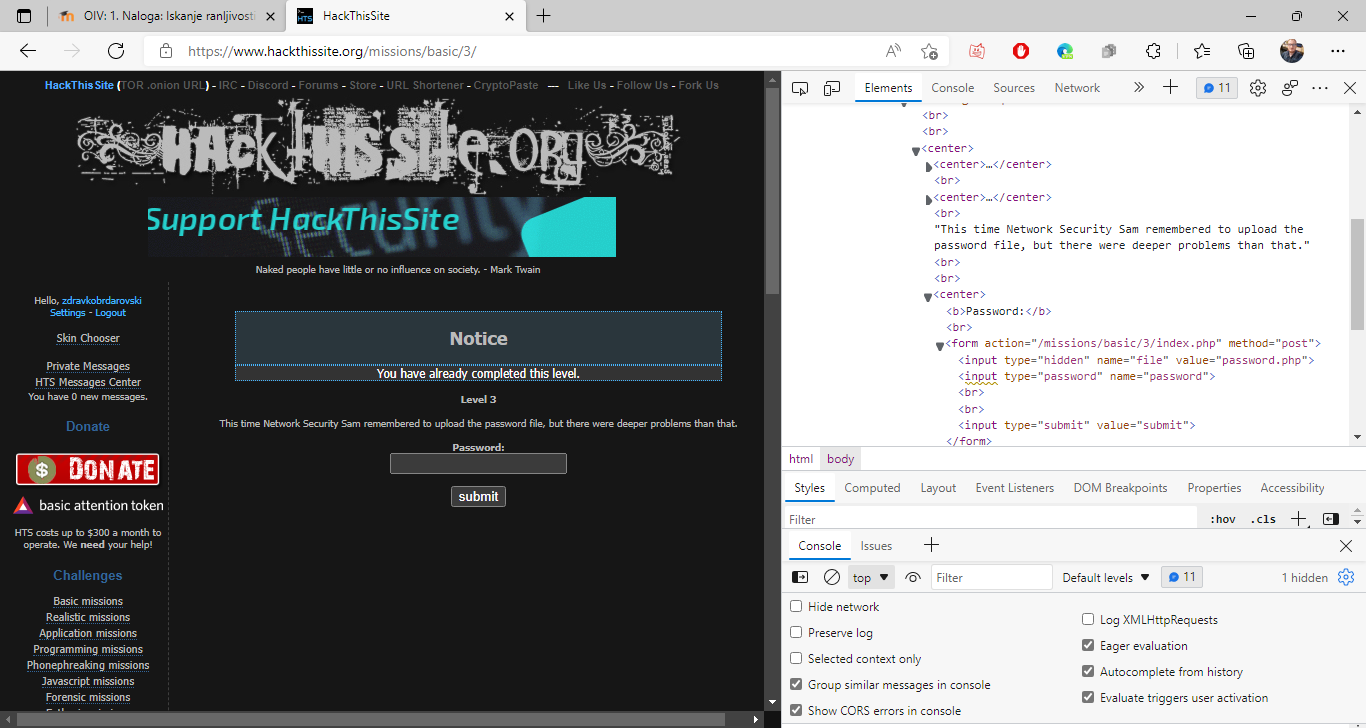 OIV: 1. Naloga: Iskanje ranljivosti
HackThisSite
https://www.hackthissite.org/missions/basic/3/
HackThisSite (TOR .onion URL) - IRC - Discord - Forums - Store - URL Shortener - CryptoPaste — Like Us - Follow Us - Fork Us
HACKTHISSITE.ORG
Support HackThisSite
Security
Naked people have little or no influence on society. - Mark Twain
Hello, zdravkobrdarovski
Settings - Logout
Skin Chooser
Private Messages
HTS Messages Center
You have 0 new messages.
Donate
$ DONATE
basic attention token
HTS costs up to $300 a month to
operate. We need your help!
Challenges
Basic missions
Realistic missions
Application missions
Programming missions
Phonephreaking missions
Javascript missions
Forensic missions
Notice
You have already completed this level.
Level 3
This time Network Security Sam remembered to upload the password file, but there were deeper problems than that.
Password:
submit
Elements Console Sources Network 11
<br>
<br>
<center>
<center>…</center>
<br>
<center>…</center>
<br>
"This time Network Security Sam remembered to upload the
password file, but there were deeper problems than that."
<br>
<br>
<center>
<b>Password:</b>
<br>
<form action="/missions/basic/3/index.php" method="post">
<input type="hidden" name="file" value="password.php">
<input type="password" name="password">
<br>
<br>
<input type="submit" value="submit">
</form>
html body
Styles Computed Layout Event Listeners DOM Breakpoints Properties Accessibility
Filter :hov .cls
Console Issues
top Filter Default levels 11 1 hidden
Hide network
Preserve log
Selected context only
Group similar messages in console
Show CORS errors in console
Log XMLHttpRequests
Eager evaluation
Autocomplete from history
Evaluate triggers user activation